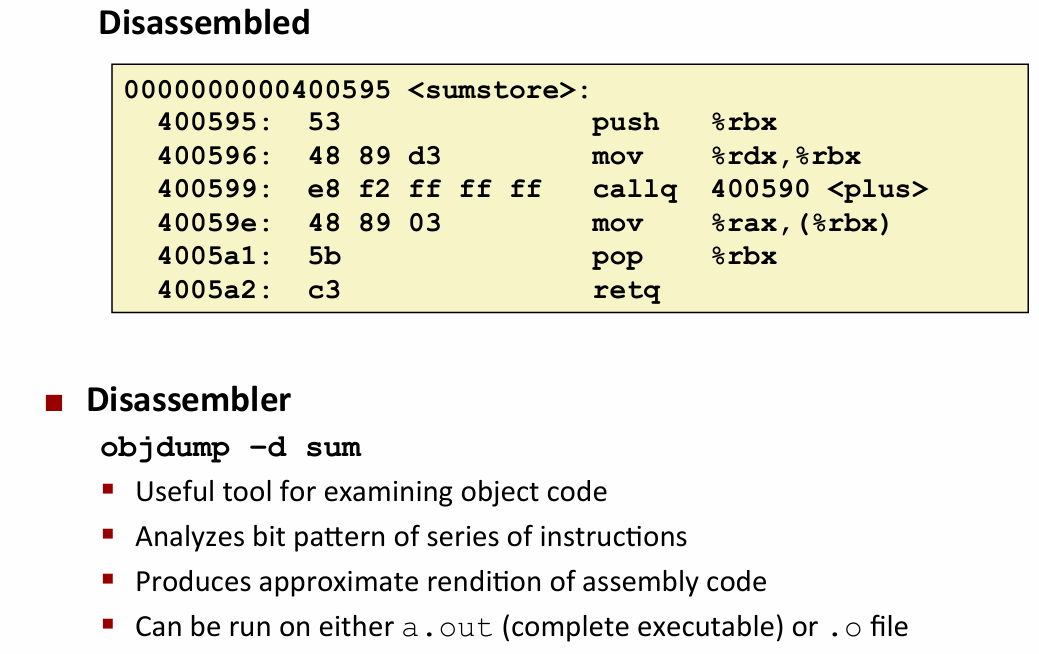 Disassembled
0000000000400595 <sumstore>:
400595: 53 push %rbx
400596: 48 89 d3 mov %rdx,%rbx
400599: e8 f2 ff ff ff callq 400590 <plus>
40059e: 48 89 03 mov %rax,(%rbx)
4005a1: 5b pop %rbx
4005a2: c3 retq
Disassembler
objdump –d sum
Useful tool for examining object code
Analyzes bit pattern of series of instructions
Produces approximate rendition of assembly code
Can be run on either a.out (complete executable) or .o file